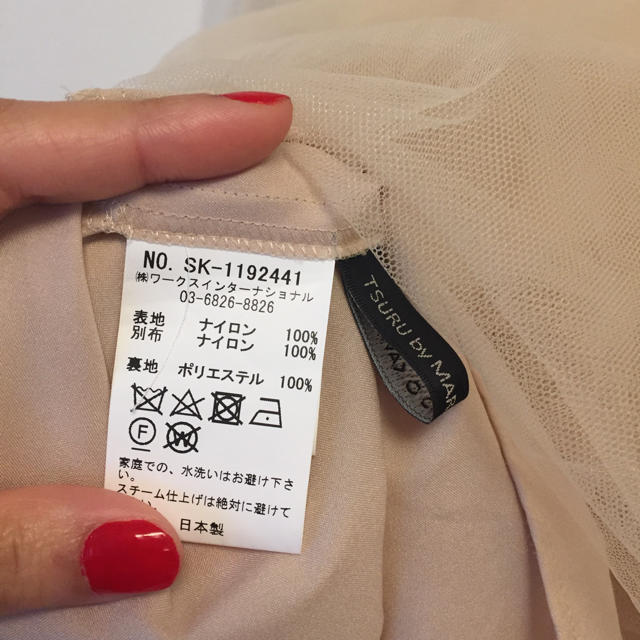 NO. SK-1192441
㈱ワークスインターナショナル
03-6826-8826
表地 ナイロン 100%
別布 ナイロン 100%
裏地 ポリエステル 100%
F
W
家庭での、水洗いはお避け下さ
い。
スチーム仕上げは絶対に避けて
日本製
TSURU by MAR